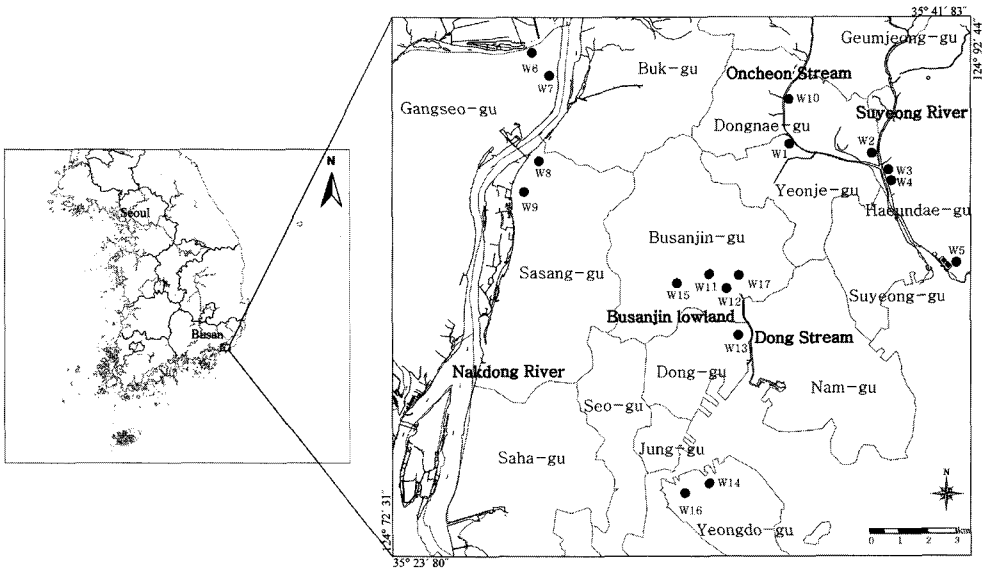 35° 41′ 83″
124° 92′ 44″
Geumjeong-gu
W6
W7
Buk-gu
Oncheon Stream
W10
Gangseo-gu
Suyeong River
Dongnae-gu
W1
W2
W3
W4
N
W8
Yeonje-gu
W9
Haeundae-gu
Seoul
Busanjin-gu
W5
Sasang-gu
W15
W11
W12
W17
Suyeong-gu
Busanjin lowland
Busan
W13
Dong Stream
Nakdong River
Dong-gu
Nam-gu
Seo-gu
Jung-gu
Saha-gu
W14
N
W16
Yeongdo-gu
124° 72′ 31″
0 1 2 3km
35° 23′ 80″